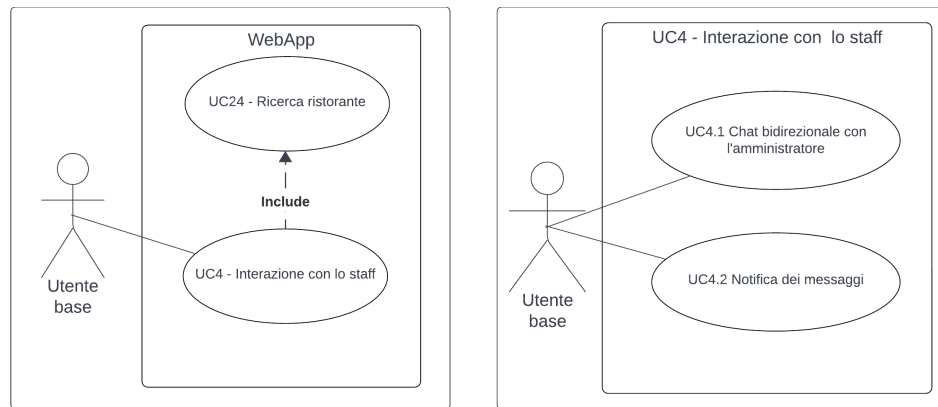 WebApp
UC24 - Ricerca ristorante
Include
UC4 - Interazione con lo staff
Utente
base
UC4 - Interazione con  lo staff
UC4.1 Chat bidirezionale con
l'amministratore
UC4.2 Notifica dei messaggi
Utente
base